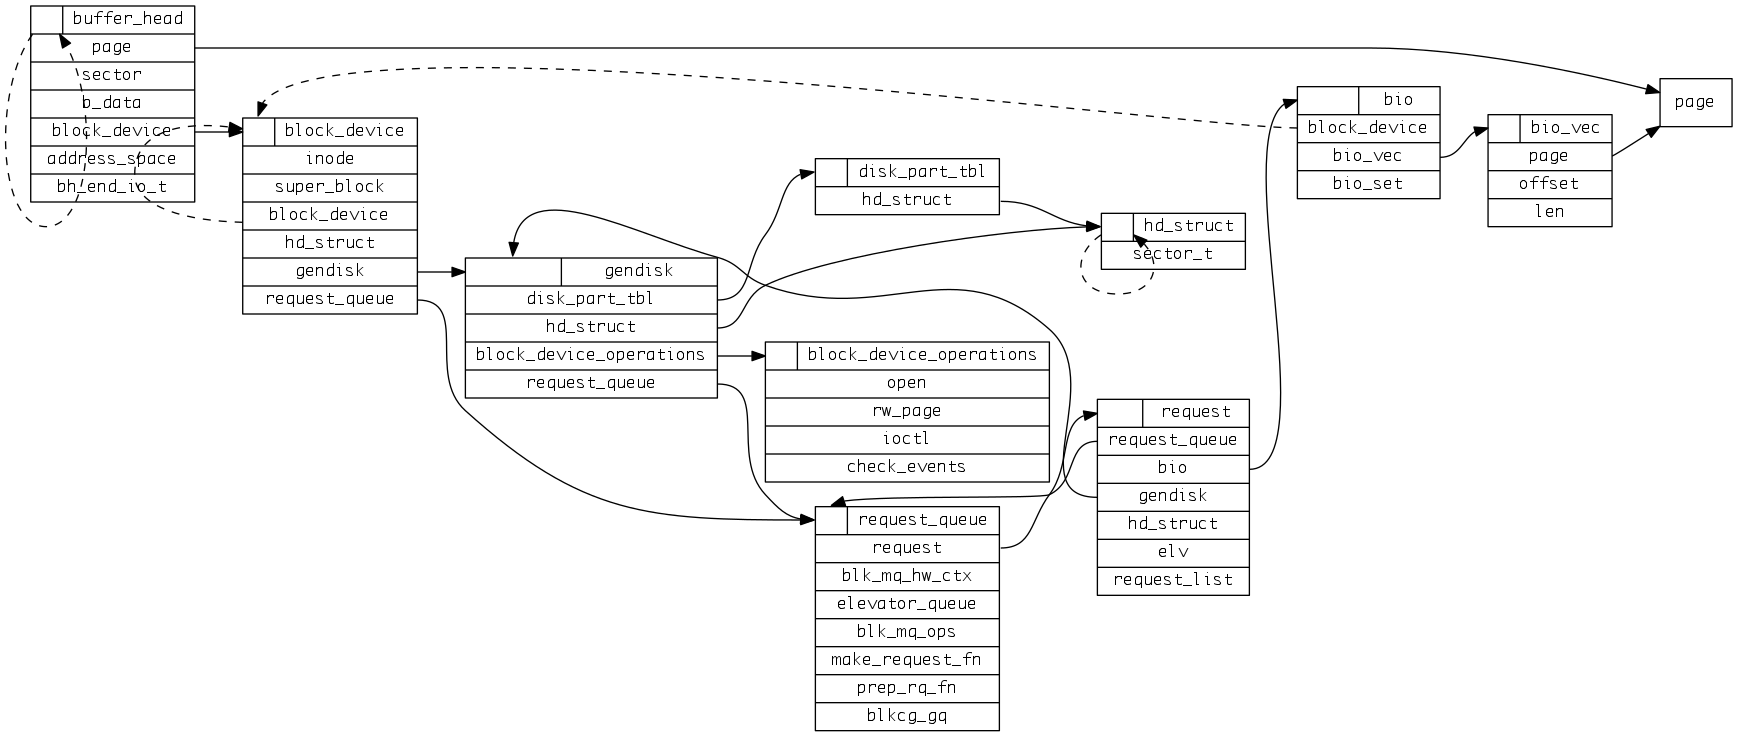 buffer_head
page
sector
b_data
block_device
address_space
bh_end_io_t
block_device
inode
super_block
block_device
hd_struct
gendisk
request_queue
gendisk
disk_part_tbl
hd_struct
block_device_operations
request_queue
disk_part_tbl
hd_struct
block_device_operations
open
rw_page
ioctl
check_events
request_queue
request
blk_mq_hw_ctx
elevator_queue
blk_mq_ops
make_request_fn
prep_rq_fn
blkcg_gq
hd_struct
sector_t
request
request_queue
bio
gendisk
hd_struct
elv
request_list
bio
block_device
bio_vec
bio_set
bio_vec
page
offset
len
page